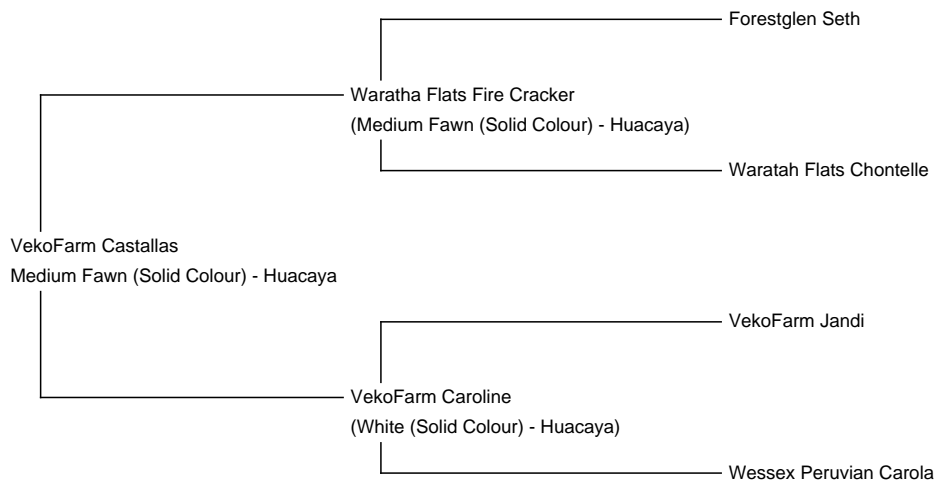 Forestglen Seth
Waratha Flats Fire Cracker
(Medium Fawn (Solid Colour) - Huacaya)
Waratah Flats Chontelle
VekoFarm Castallas
Medium Fawn (Solid Colour) - Huacaya
VekoFarm Jandi
VekoFarm Caroline
(White (Solid Colour) - Huacaya)
Wessex Peruvian Carola